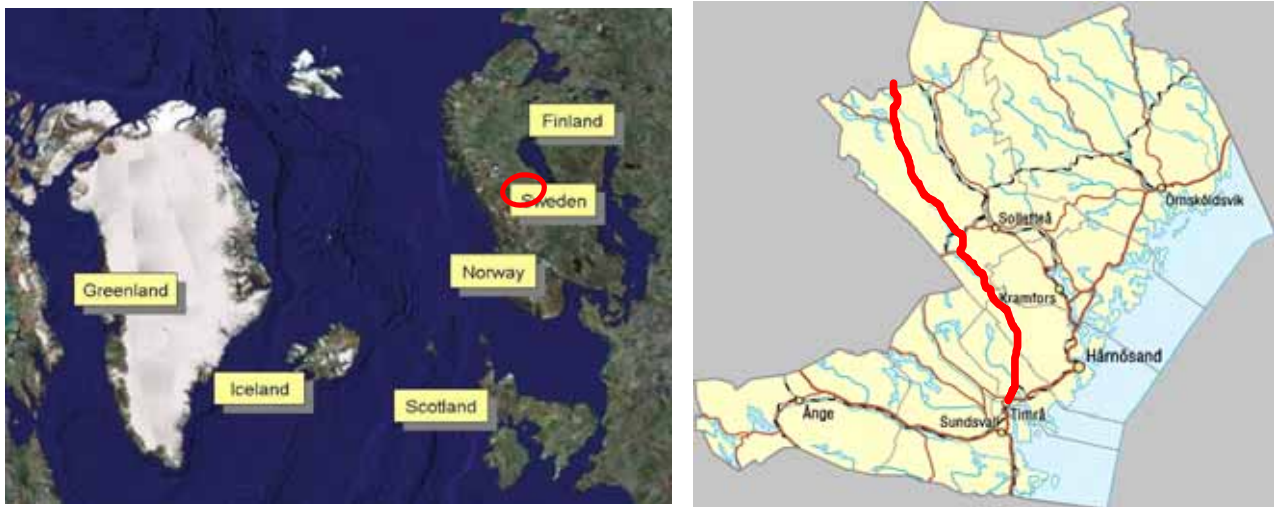 Finland
Sweden
Norway
Greenland
Iceland
Scotland
Örnsköldsvik
Sollefteå
Kramfors
Härnösand
Ånge
Timrå
Sundsvall